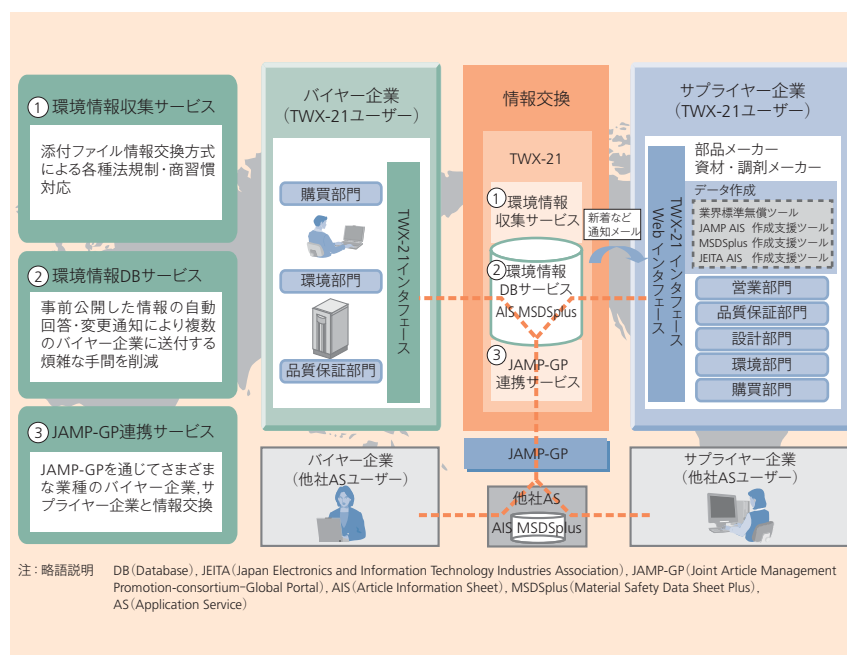 ① 環境情報収集サービス
添付ファイル情報交換方式
による各種法規制・商習慣
対応
② 環境情報DBサービス
事前公開した情報の自動
回答・変更通知により複数
のバイヤー企業に送付する
煩雑な手間を削減
③ JAMP-GP連携サービス
JAMP-GPを通じてさまざま
な業種のバイヤー企業,サ
プライヤー企業と情報交換
バイヤー企業
(TWX-21ユーザー)
購買部門
環境部門
品質保証部門
TWX-21インタフェース
情報交換
TWX-21
① 環境情報
収集サービス
② 環境情報
DBサービス
AIS MSDSplus
③ JAMP-GP
連携サービス
新着など
通知メール
サプライヤー企業
(TWX-21ユーザー)
TWX-21 インタフェース
Web インタフェース
部品メーカー
資材・調剤メーカー
データ作成
業界標準無償ツール
JAMP AIS 作成支援ツール
MSDSplus 作成支援ツール
JEITA AIS 作成支援ツール
営業部門
品質保証部門
設計部門
環境部門
購買部門
バイヤー企業
(他社ASユーザー)
JAMP-GP
他社AS
AIS MSDSplus
サプライヤー企業
(他社ASユーザー)
注:略語説明 DB(Database), JEITA(Japan Electronics and Information Technology Industries Association), JAMP-GP(Joint Article Management
Promotion-consortium–Global Portal), AIS(Article Information Sheet), MSDSplus(Material Safety Data Sheet Plus),
AS(Application Service)